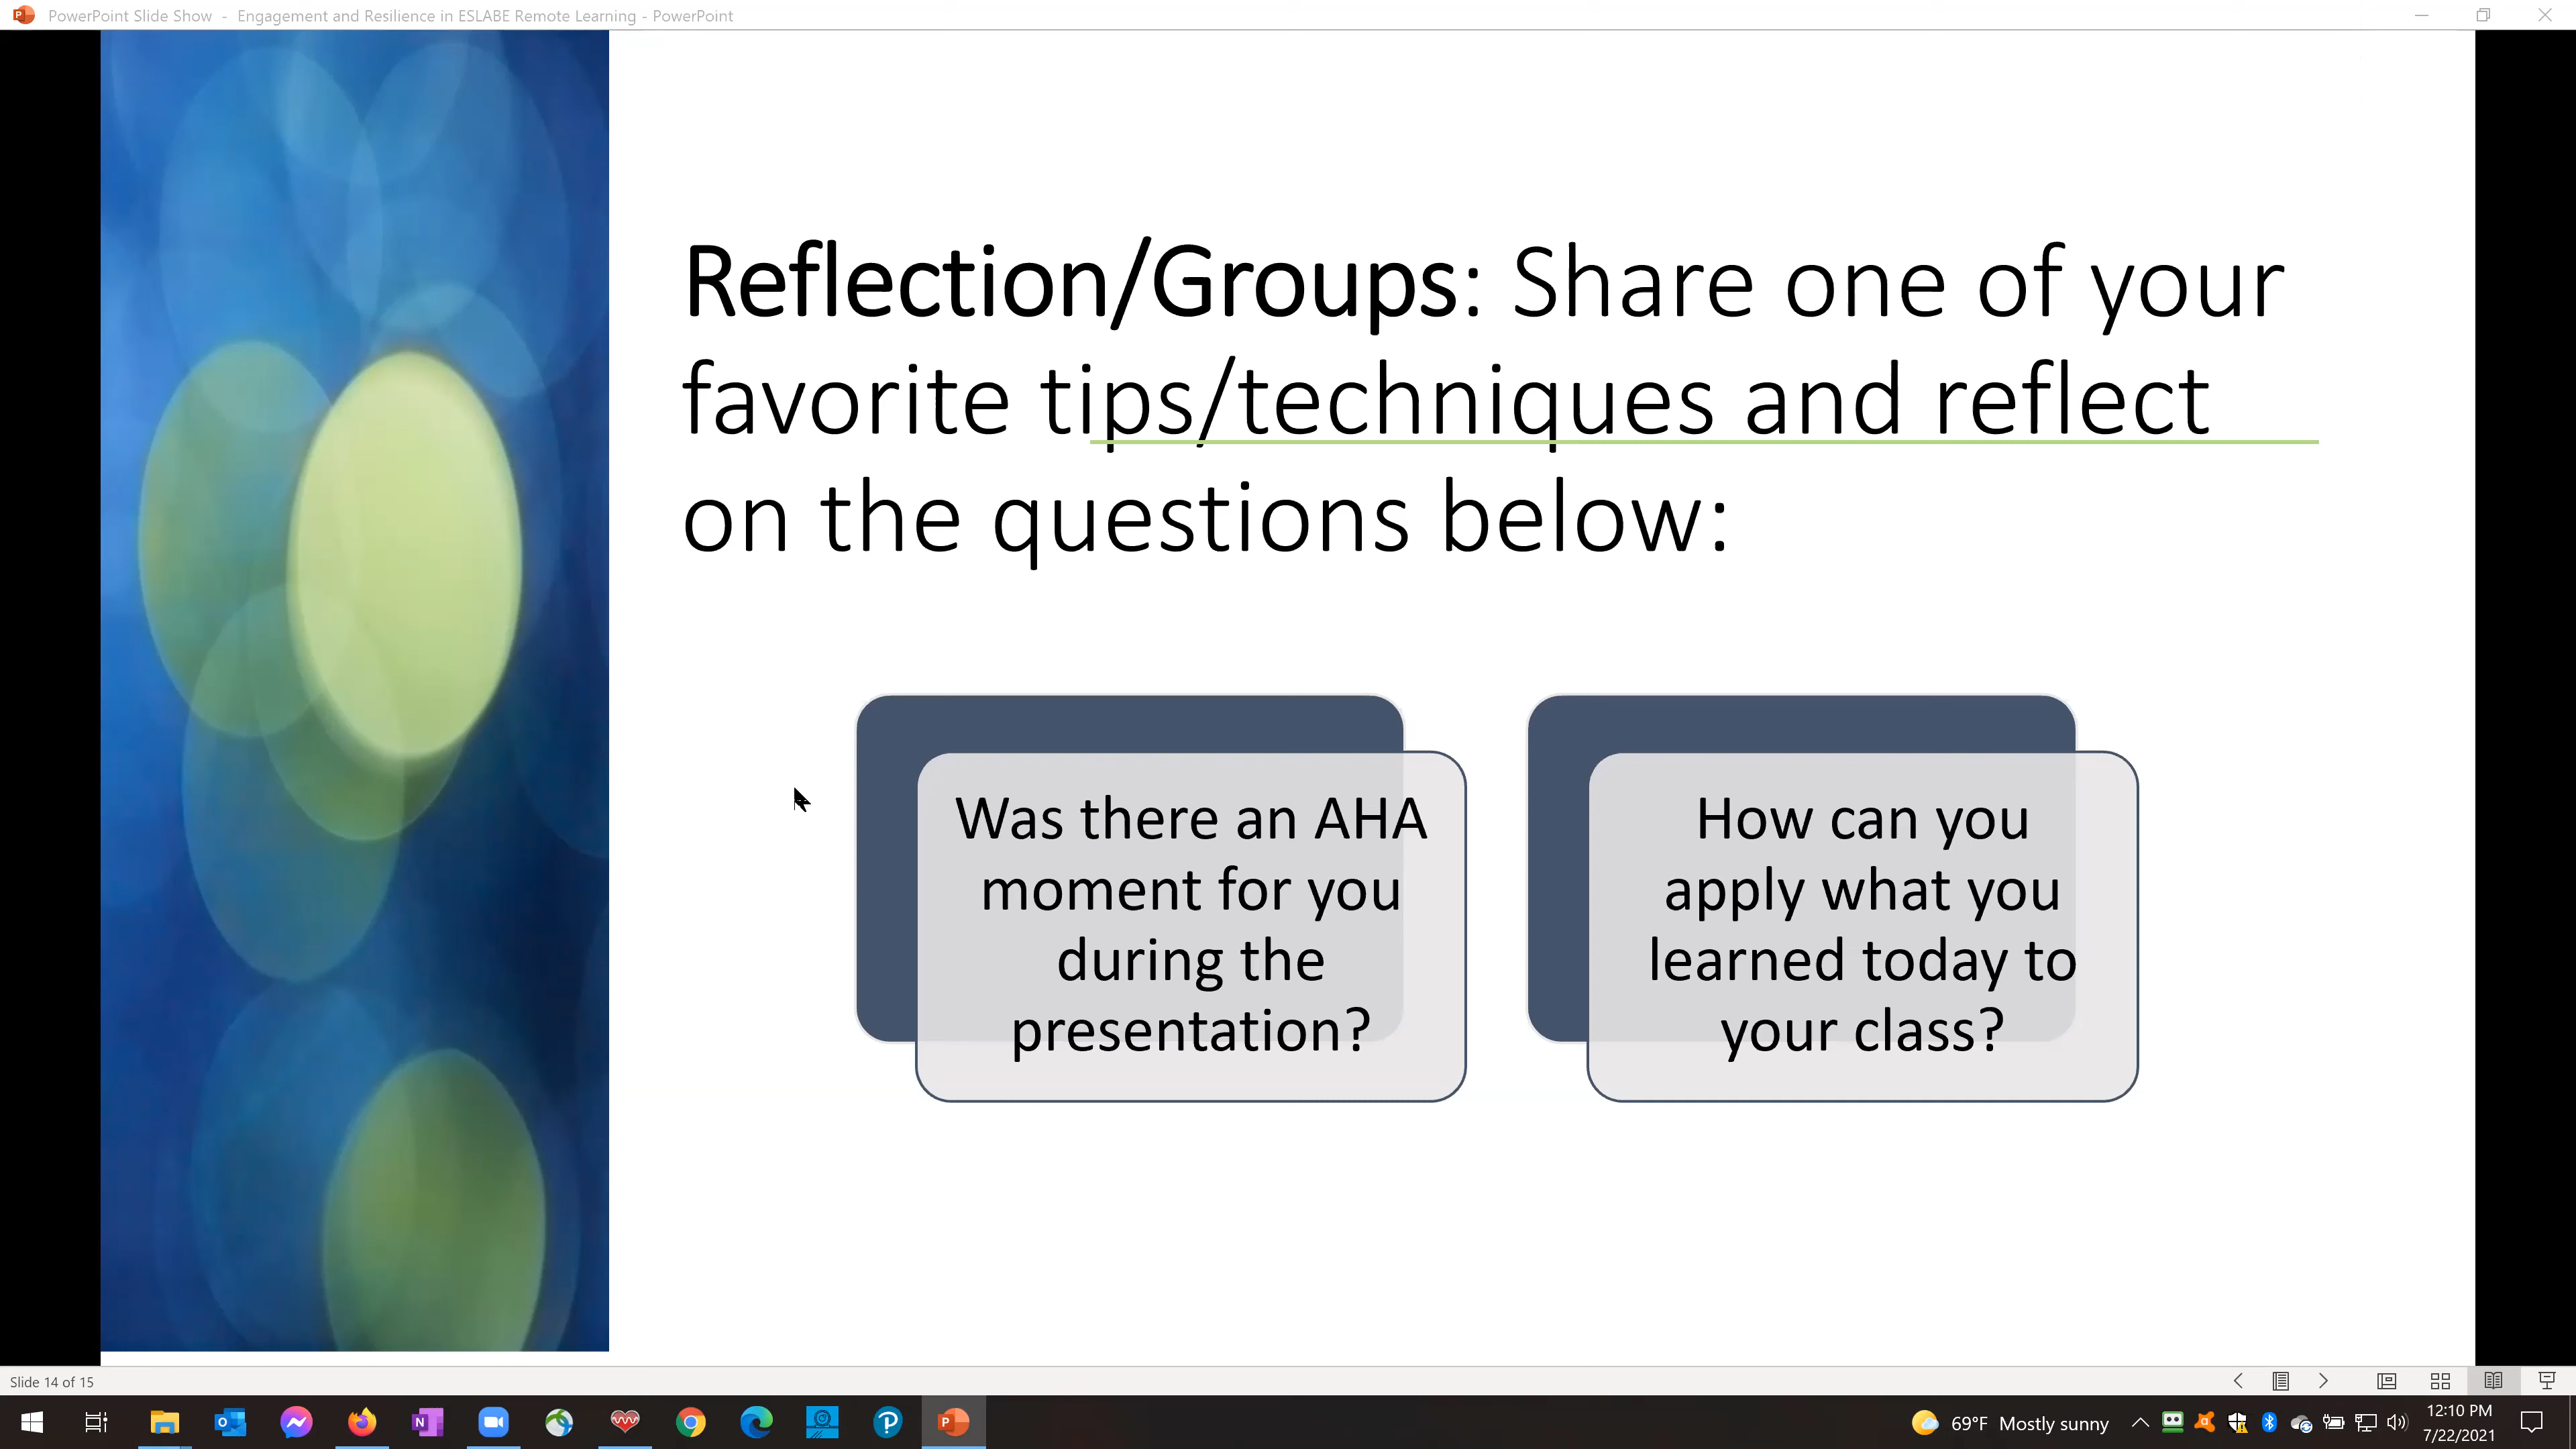 PowerPoint Slide Show - Engagement and Resilience in ESLABE Remote Learning - PowerPoint
Reflection/Groups: Share one of your
favorite tips/techniques and reflect
on the questions below:
Was there an AHA
moment for you
during the
presentation?
How can you
apply what you
learned today to
your class?
Slide 14 of 15
69°F Mostly sunny
12:10 PM
7/22/2021